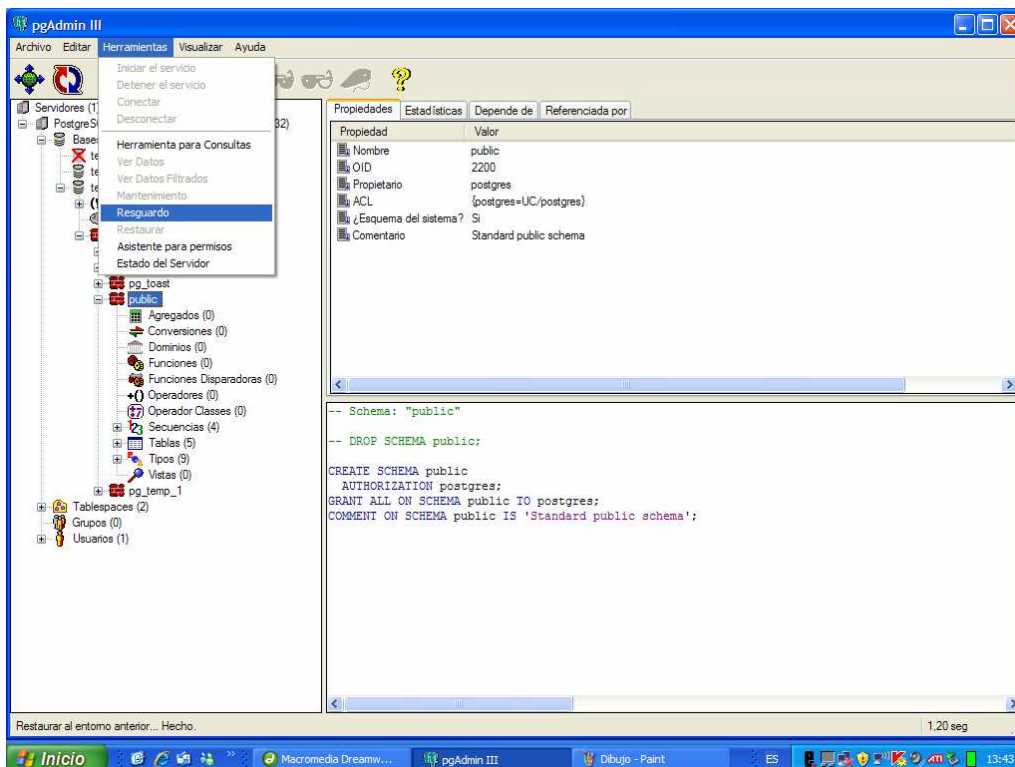 pgAdmin III
Archivo Editar Herramientas Visualizar Ayuda
Iniciar el servicio
Detener el servicio
Conectar
Desconectar
Herramienta para Consultas
Ver Datos
Ver Datos Filtrados
Mantenimiento
Resguardo
Restaurar
Asistente para permisos
Estado del Servidor
Servidores (1)
32)
pg_toast
public
Agregados (0)
Conversiones (0)
Dominios (0)
Funciones (0)
Funciones Disparadoras (0)
Operadores (0)
Operador Classes (0)
Secuencias (4)
Tablas (5)
Tipos (9)
Vistas (0)
pg_temp_1
Tablespaces (2)
Grupos (0)
Usuarios (1)
Propiedades Estadísticas Depende de Referenciada por
Propiedad Valor
Nombre public
OID 2200
Propietario postgres
ACL {postgres=UC/postgres}
¿Esquema del sistema? Si
Comentario Standard public schema
-- Schema: "public"
-- DROP SCHEMA public;
CREATE SCHEMA public
AUTHORIZATION postgres;
GRANT ALL ON SCHEMA public TO postgres;
COMMENT ON SCHEMA public IS 'Standard public schema';
Restaurar al entorno anterior... Hecho. 1,20 seg
Inicio Macromedia Dreamw... pgAdmin III Dibujo - Paint ES 13:43